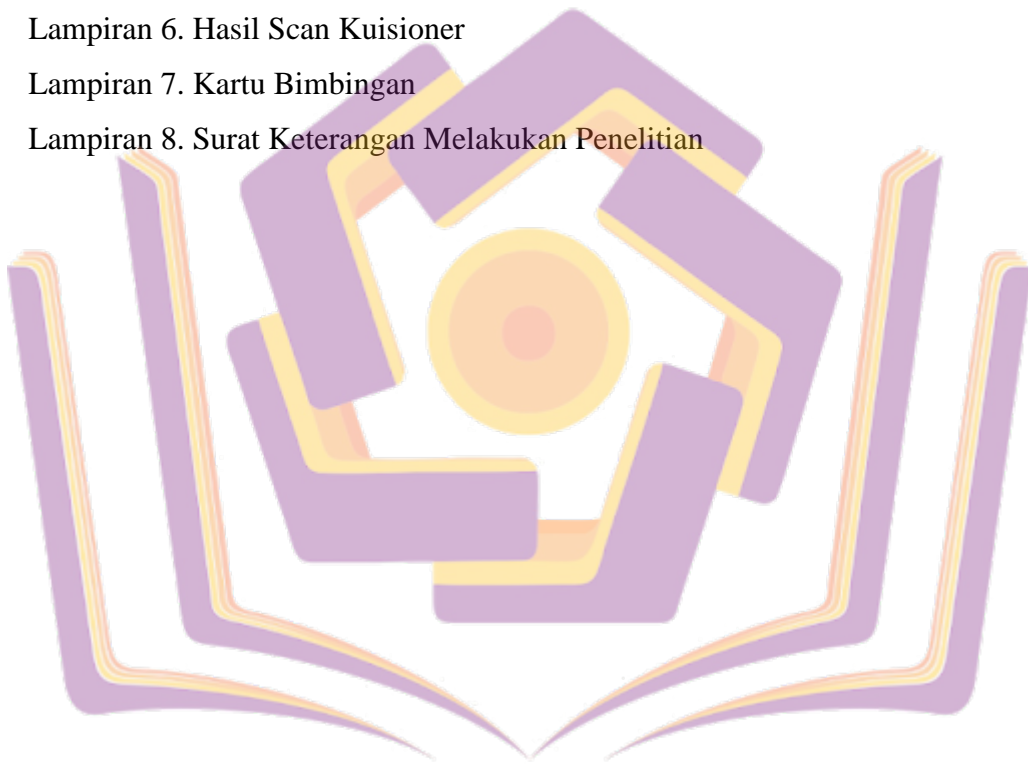 Lampiran 6. Hasil Scan Kuisioner
Lampiran 7. Kartu Bimbingan
Lampiran 8. Surat Keterangan Melakukan Penelitian